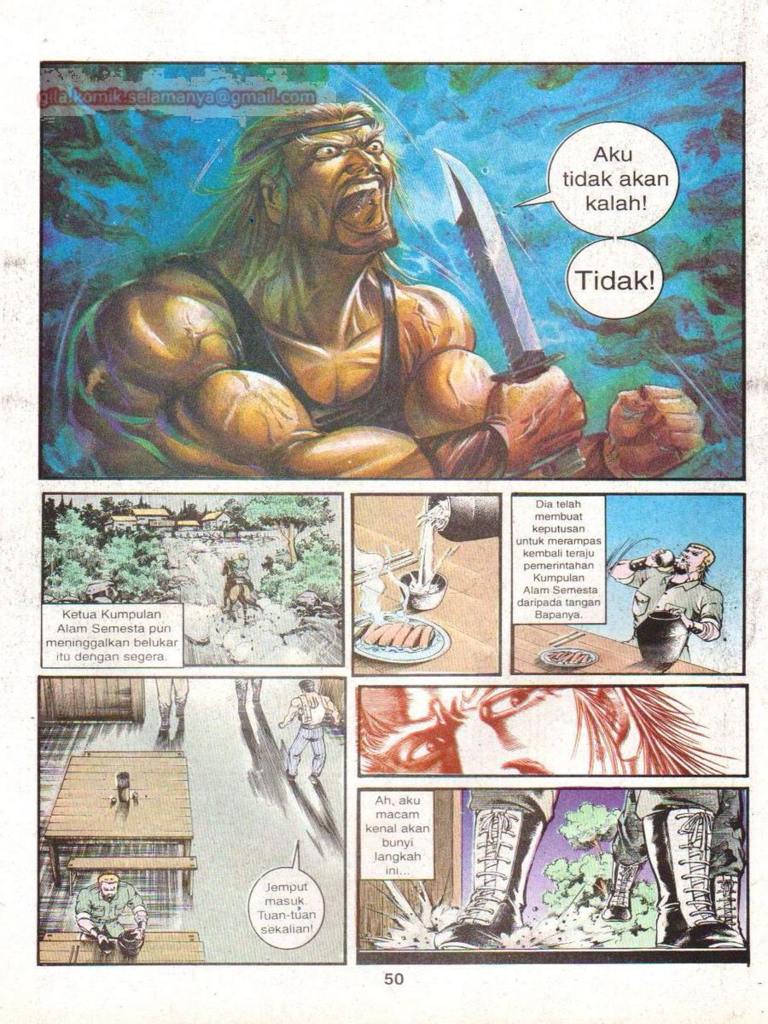 gila.komik.selamanya@gmail.com
Aku
tidak akan
kalah!
Tidak!
Ketua Kumpulan
Alam Semesta pun
meninggalkan belukar
itu dengan segera.
Dia telah
membuat
keputusan
untuk merampas
kembali teraju
pemerintahan
Kumpulan
Alam Semesta
daripada tangan
Bapanya.
Jemput
masuk.
Tuan-tuan
sekalian!
Ah, aku
macam
kenal akan
bunyi
langkah
ini...
50